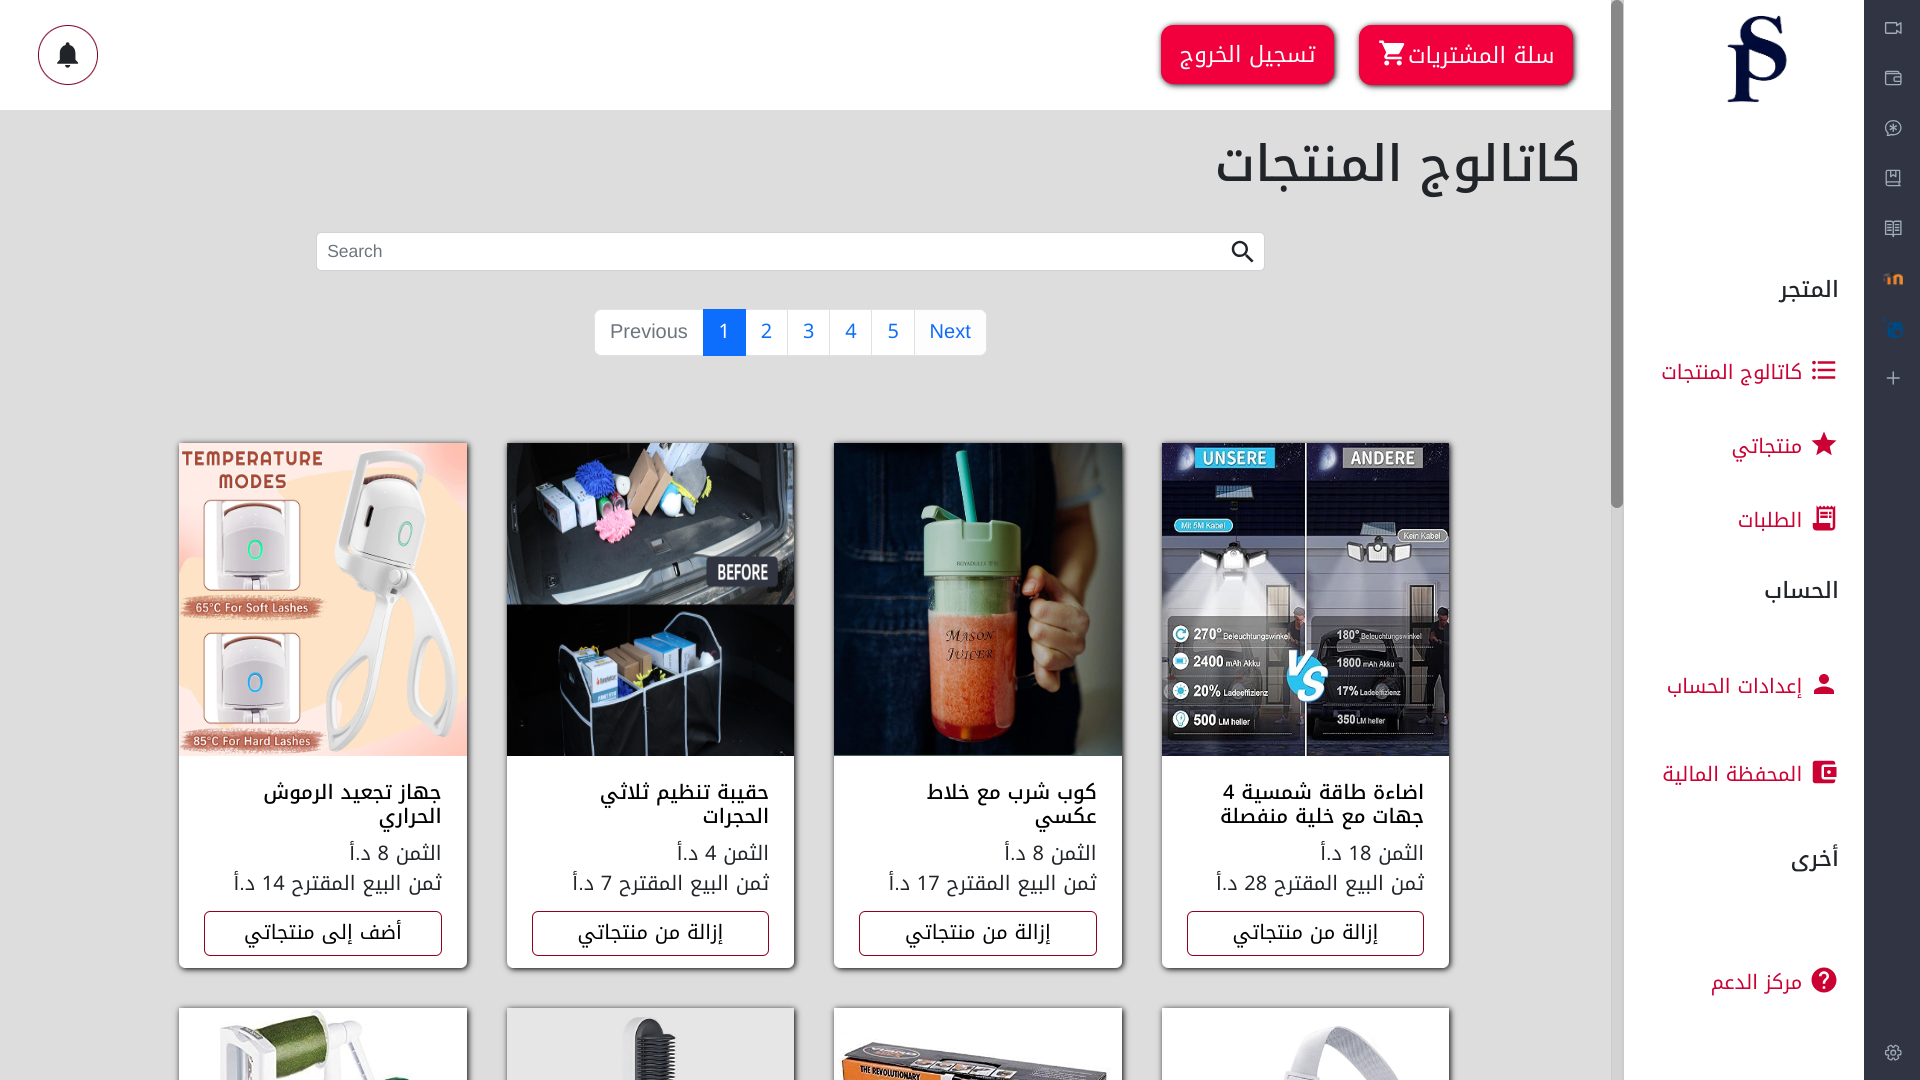 سلة المشتريات
تسجيل الخروج
كاتالوج المنتجات
Search
Previous 1 2 3 4 5 Next
SP
المتجر
كاتالوج المنتجات
منتجاتي
الطلبات
الحساب
إعدادات الحساب
المحفظة المالية
أخرى
مركز الدعم
UNSERE
ANDERE
Mit 5M Kabel
Kein Kabel
270° Beleuchtungswinkel
180° Beleuchtungswinkel
2400 mAh Akku
1800 mAh Akku
VS
20% Ladeeffizienz
17% Ladeeffizienz
500 LM heller
350 LM heller
اضاءة طاقة شمسية 4
جهات مع خلية منفصلة
الثمن 18 د.أ
ثمن البيع المقترح 28 د.أ
إزالة من منتجاتي
MASON
JUICER
كوب شرب مع خلاط
عكسي
الثمن 8 د.أ
ثمن البيع المقترح 17 د.أ
إزالة من منتجاتي
BEFORE
حقيبة تنظيم ثلاثي
الحجرات
الثمن 4 د.أ
ثمن البيع المقترح 7 د.أ
إزالة من منتجاتي
TEMPERATURE
MODES
65°C For Soft Lashes
85°C For Hard Lashes
جهاز تجعيد الرموش
الحراري
الثمن 8 د.أ
ثمن البيع المقترح 14 د.أ
أضف إلى منتجاتي
THE REVOLUTIONARY